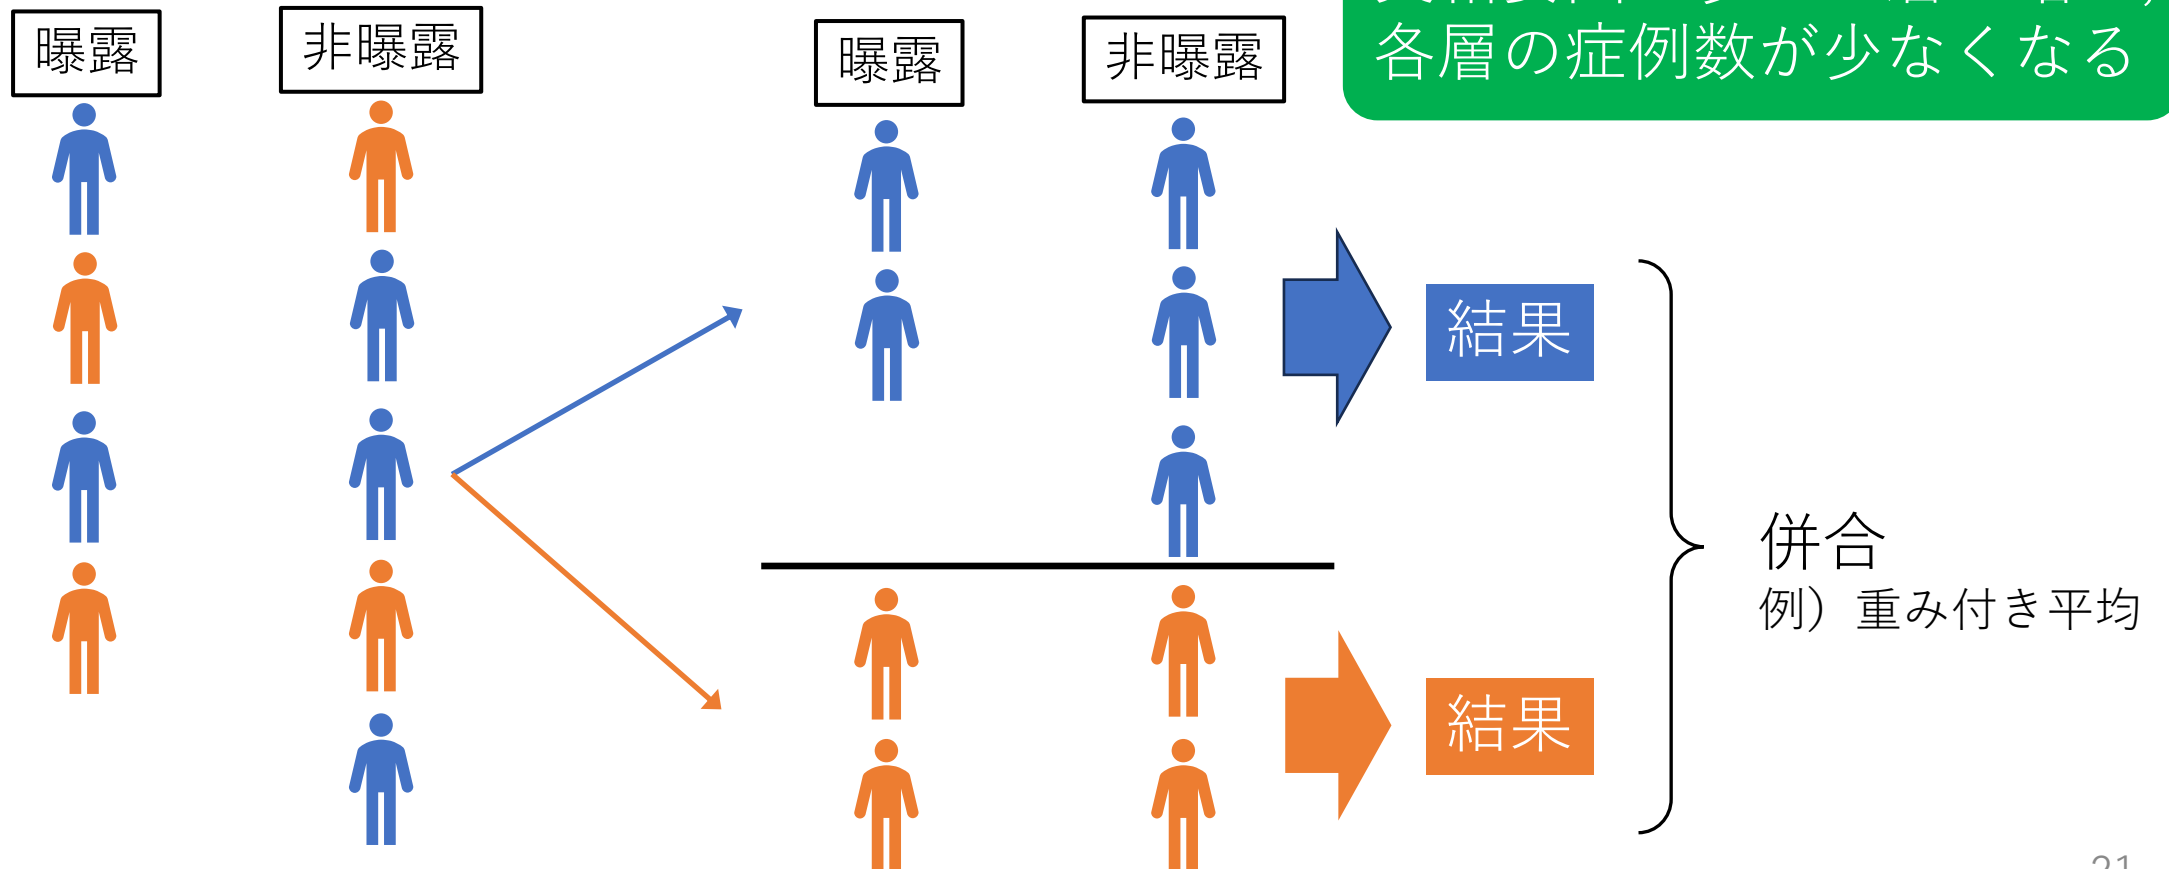 曝露
非曝露
曝露
非曝露
各層の症例数が少なくなる
結果
併合
例）重み付き平均
結果
21